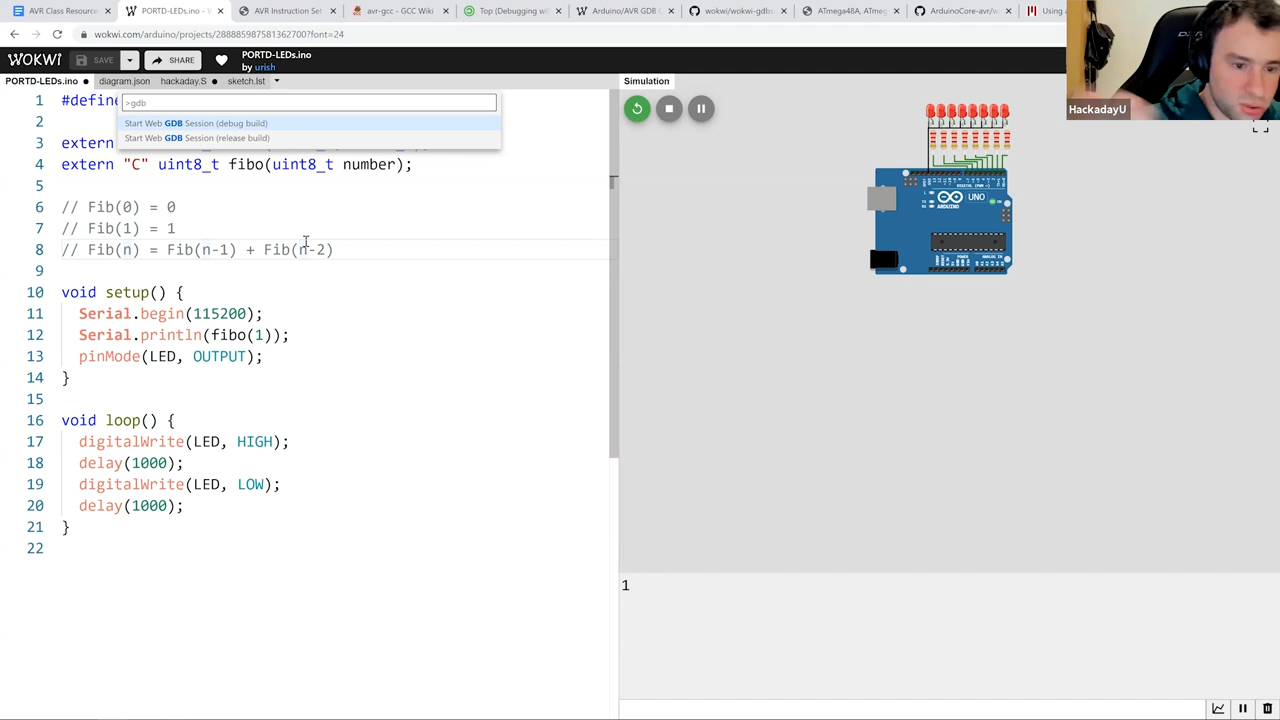 AVR Class Resource
PORTD-LEDs.ino - W
AVR Instruction Set
avr-gcc - GCC Wiki
Top (Debugging wi
Arduino/AVR GDB
wokwi/wokwi-gdbs
ATmega48A, ATmeg
ArduinoCore-avr/w
Using
wokwi.com/arduino/projects/288885987581362700?font=24
WOKWI
SAVE
SHARE
PORTD-LEDs.ino
by urish
PORTD-LEDs.ino
diagram.json
hackaday.S
sketch.lst
Simulation
HackadayU
>gdb
Start Web GDB Session (debug build)
Start Web GDB Session (release build)
1 #define
2
3 extern
4 extern "C" uint8_t fibo(uint8_t number);
5
6 // Fib(0) = 0
7 // Fib(1) = 1
8 // Fib(n) = Fib(n-1) + Fib(n-2)
9
10 void setup() {
11 Serial.begin(115200);
12 Serial.println(fibo(1));
13 pinMode(LED, OUTPUT);
14 }
15
16 void loop() {
17 digitalWrite(LED, HIGH);
18 delay(1000);
19 digitalWrite(LED, LOW);
20 delay(1000);
21 }
22
UNO
ARDUINO
1